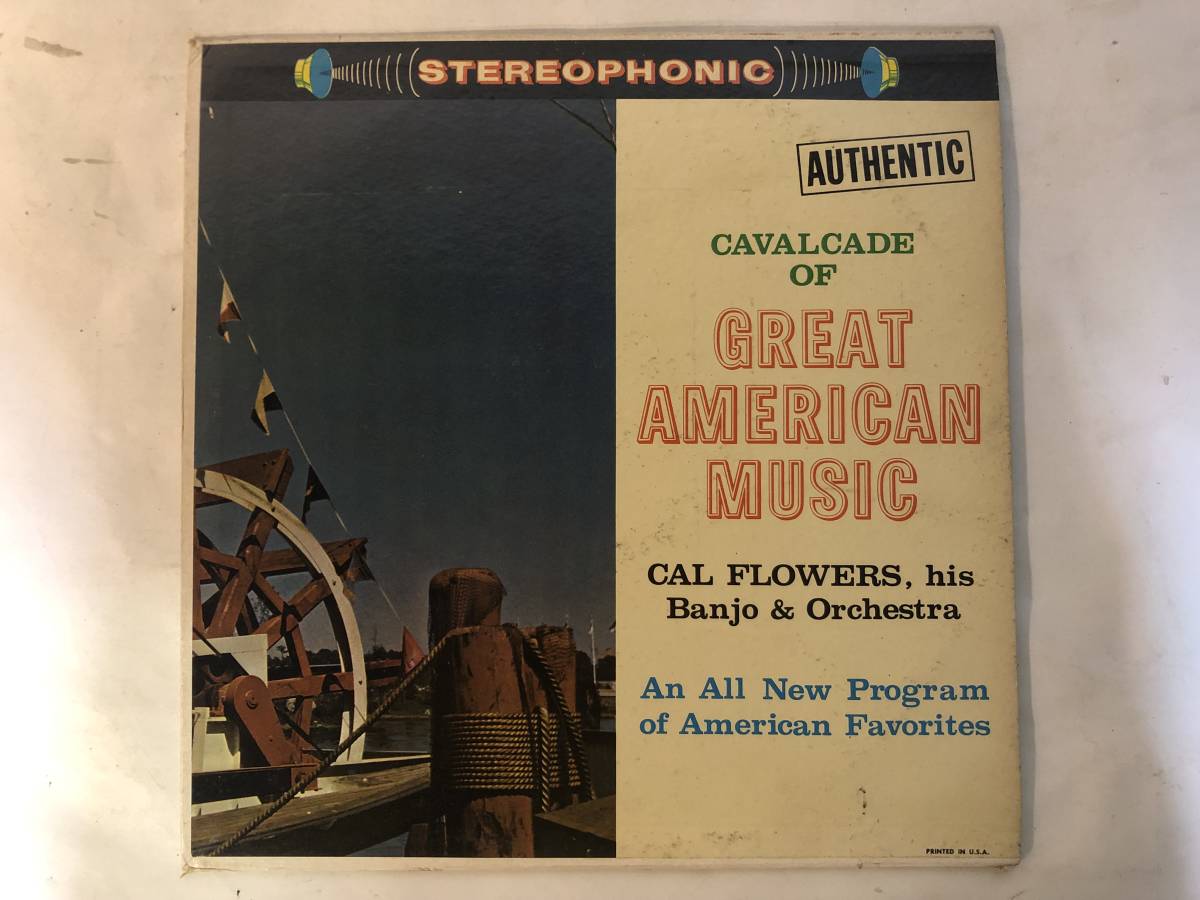 STEREOPHONIC
AUTHENTIC
CAVALCADE
OF
GREAT
AMERICAN
MUSIC
CAL FLOWERS, his
Banjo & Orchestra
An All New Program
of American Favorites
PRINTED IN U.S.A.